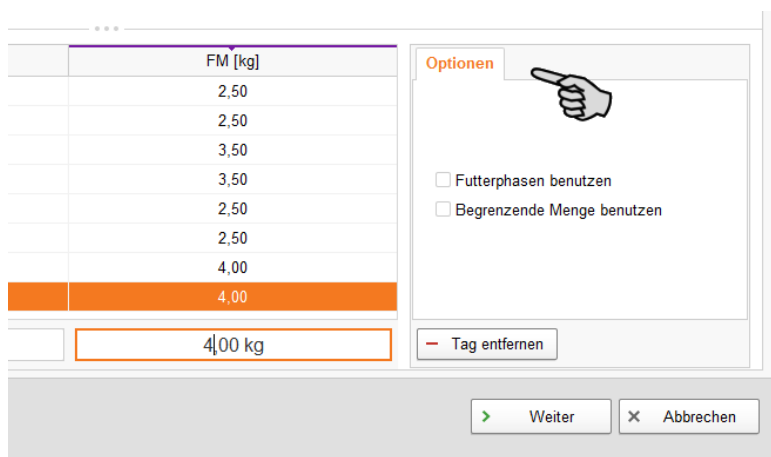 FM [kg]
Optionen
2,50
2,50
3,50
3,50
2,50
2,50
4,00
4,00
Futterphasen benutzen
Begrenzende Menge benutzen
4,00 kg
Tag entfernen
Weiter
Abbrechen